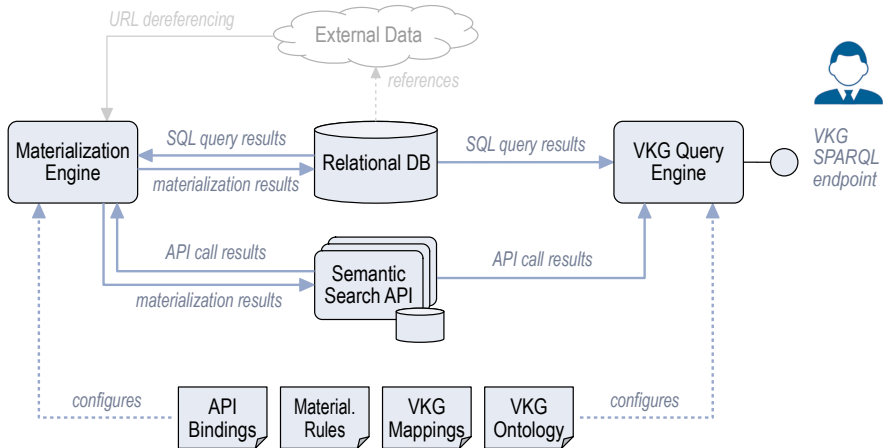 URL dereferencing
External Data
references
Materialization
Engine
SQL query results
materialization results
Relational DB
SQL query results
VKG Query
Engine
VKG
SPARQL
endpoint
API call results
materialization results
Semantic
Search API
API call results
configures
API
Bindings
Material.
Rules
VKG
Mappings
VKG
Ontology
configures